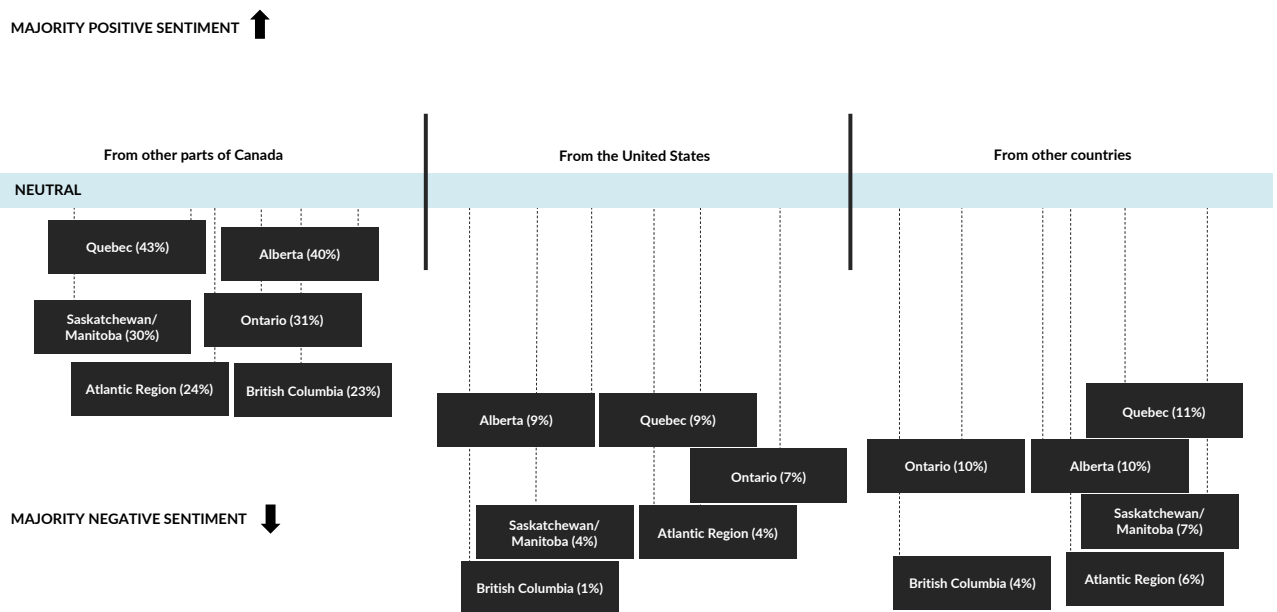 MAJORITY POSITIVE SENTIMENT
From other parts of Canada
From the United States
From other countries
NEUTRAL
Quebec (43%)
Alberta (40%)
Saskatchewan/
Manitoba (30%)
Ontario (31%)
Atlantic Region (24%)
British Columbia (23%)
Alberta (9%)
Quebec (9%)
Ontario (7%)
Saskatchewan/
Manitoba (4%)
Atlantic Region (4%)
British Columbia (1%)
Quebec (11%)
Ontario (10%)
Alberta (10%)
Saskatchewan/
Manitoba (7%)
British Columbia (4%)
Atlantic Region (6%)
MAJORITY NEGATIVE SENTIMENT